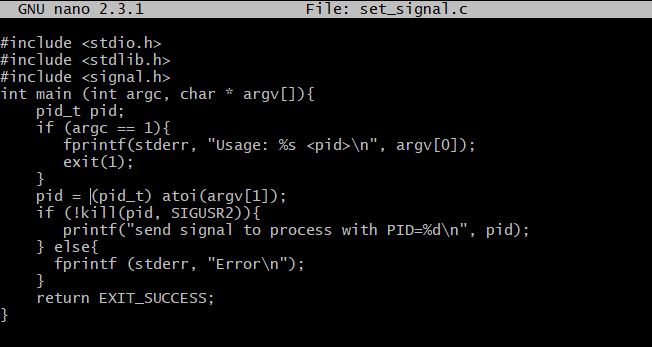 GNU nano 2.3.1 File: set_signal.c
#include <stdio.h>
#include <stdlib.h>
#include <signal.h>
int main (int argc, char * argv[]){
    pid_t pid;
    if (argc == 1){
       fprintf(stderr, "Usage: %s <pid>\n", argv[0]);
       exit(1);
    }
    pid = (pid_t) atoi(argv[1]);
    if (!kill(pid, SIGUSR2)){
       printf("send signal to process with PID=%d\n", pid);
    } else{
      fprintf (stderr, "Error\n");
    }
    return EXIT_SUCCESS;
}